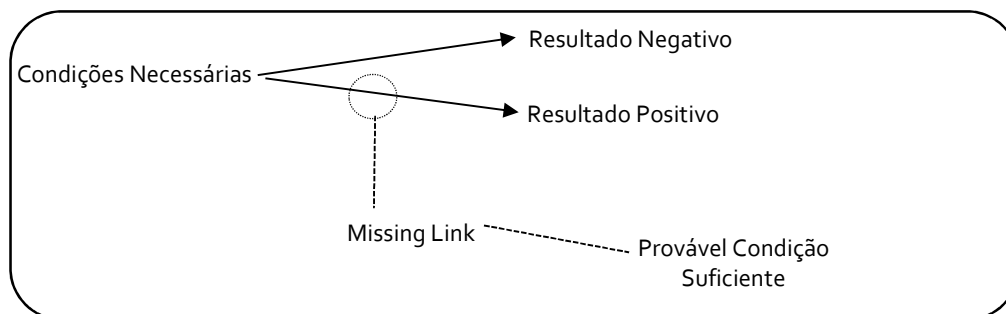 Resultado Negativo
Condições Necessárias
Resultado Positivo
Missing Link
Provável Condição
Suficiente